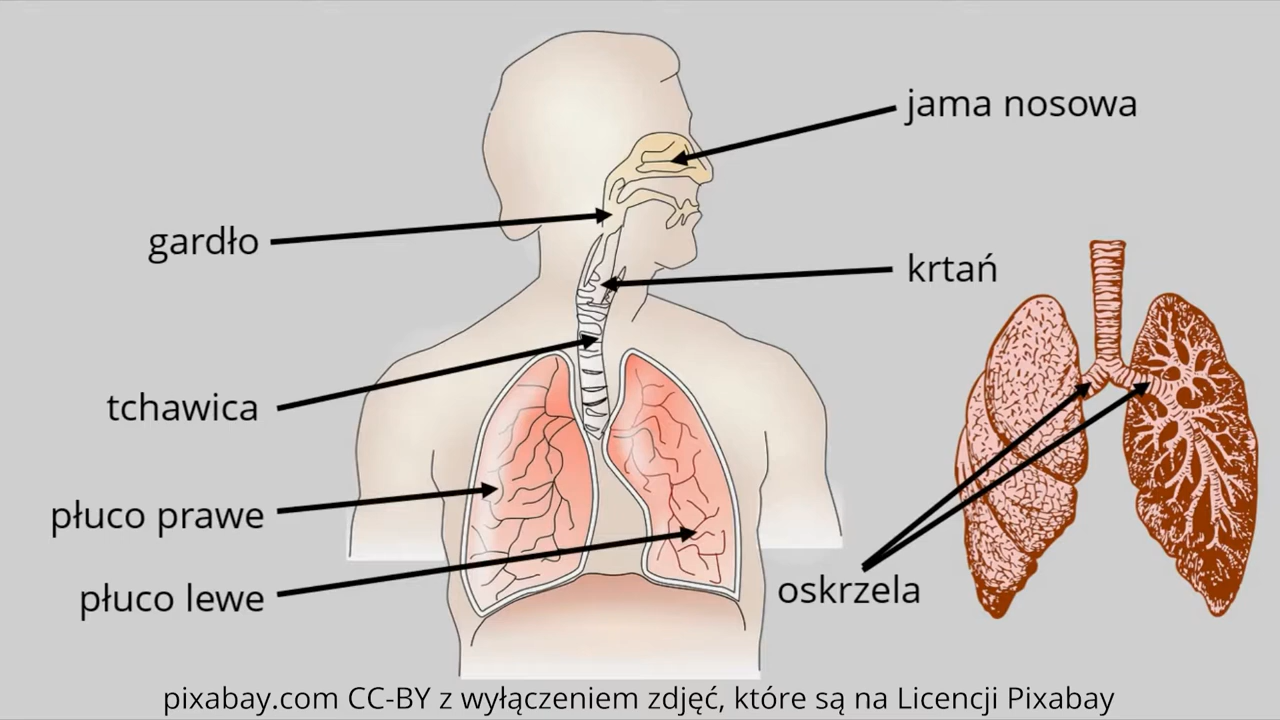 jama nosowa
gardło
krtań
tchawica
płuco prawe
płuco lewe
oskrzela
pixabay.com CC-BY z wyłączeniem zdjęć, które są na Licencji Pixabay